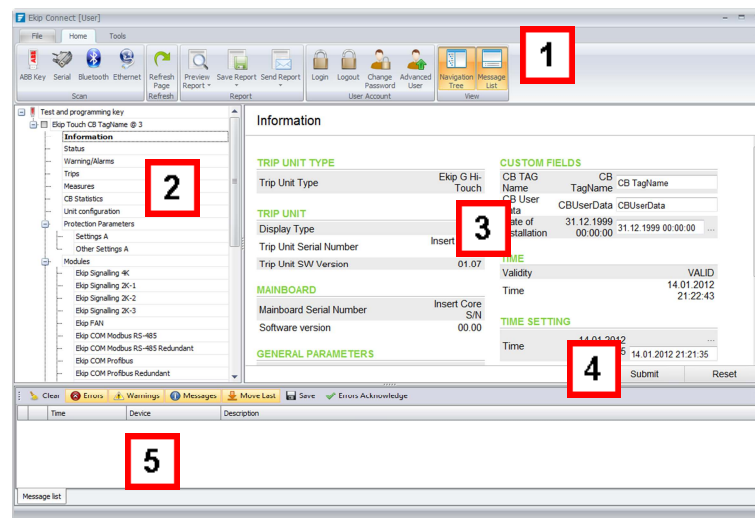 Ekip Connect [User]
File Home Tools
ABB Key Serial Bluetooth Ethernet Refresh Page Preview Report Save Report Send Report Login Logout Change Password Advanced User Navigation Tree Message List
Scan Refresh Report User Account View
1
Test and programming key
Ekip Touch CB TagName @ 3
Information
Status
Warning/Alarms
Trips
Measures
CB Statistics
Unit configuration
Protection Parameters
Settings A
Other Settings A
Modules
Ekip Signalling 4K
Ekip Signalling 2K-1
Ekip Signalling 2K-2
Ekip Signalling 2K-3
Ekip FAN
Ekip COM Modbus RS-485
Ekip COM Modbus RS-485 Redundant
Ekip COM Profibus
Ekip COM Profibus Redundant
2
Information
TRIP UNIT TYPE
Trip Unit Type Ekip G Hi-Touch
TRIP UNIT
Display Type
Trip Unit Serial Number Insert
Trip Unit SW Version 01.07
MAINBOARD
Mainboard Serial Number Insert Core S/N
Software version 00.00
GENERAL PARAMETERS
3
CUSTOM FIELDS
CB TAG Name CB TagName CB TagName
CB User CBUserData CBUserData
31.12.1999 00:00:00 31.12.1999 00:00:00 ...
TIME
Validity VALID
Time 14.01.2012 21:22:43
TIME SETTING
Time 14.01.2012 ... 14.01.2012 21:21:35
4
Submit Reset
Clear Errors Warnings Messages Move Last Save Errors Acknowledge
Time Device Description
5
Message list